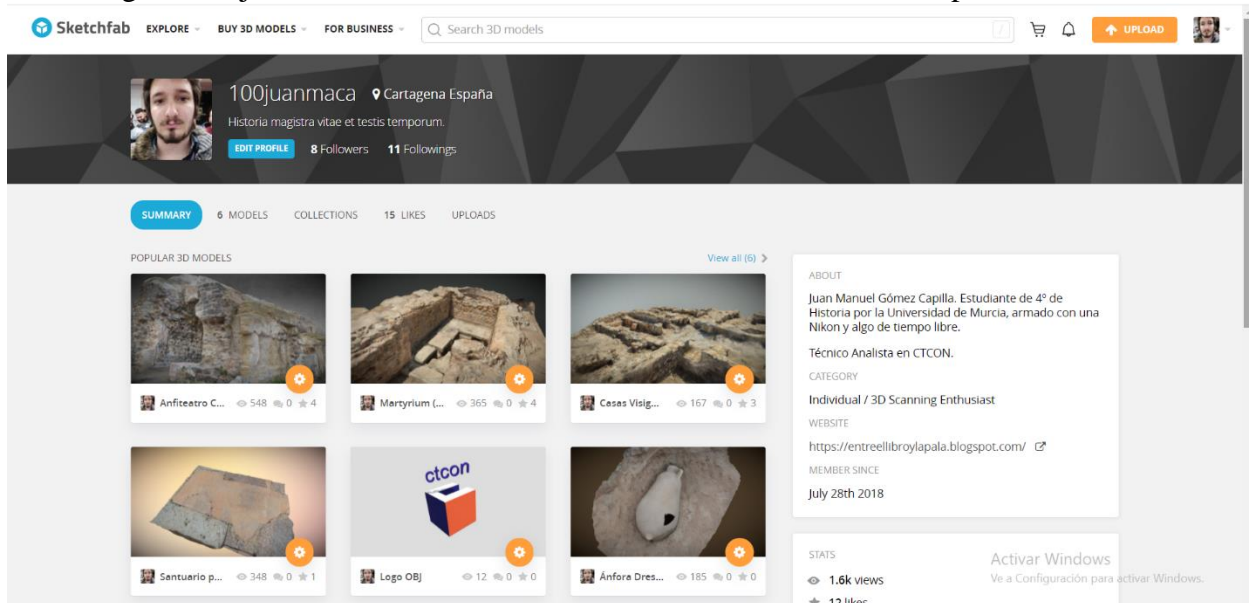 Sketchfab EXPLORE BUY 3D MODELS FOR BUSINESS Search 3D models / UPLOAD
100juanmaca Cartagena España
Historia magistra vitae et testis temporum.
EDIT PROFILE 8 Followers 11 Followings
SUMMARY 6 MODELS COLLECTIONS 15 LIKES UPLOADS
POPULAR 3D MODELS View all (6)
Anfiteatro C... 548 0 4
Martyrium (... 365 0 4
Casas Visig... 167 0 3
ctcon
Santuario p... 348 0 1
Logo OBJ 12 0 0
Ánfora Dres... 185 0 0
ABOUT
Juan Manuel Gómez Capilla. Estudiante de 4º de
Historia por la Universidad de Murcia, armado con una
Nikon y algo de tiempo libre.
Técnico Analista en CTCON.
CATEGORY
Individual / 3D Scanning Enthusiast
WEBSITE
https://entreellibroylapala.blogspot.com/
MEMBER SINCE
July 28th 2018
STATS
1.6k views
12 likes
Activar Windows
Ve a Configuración para activar Windows.